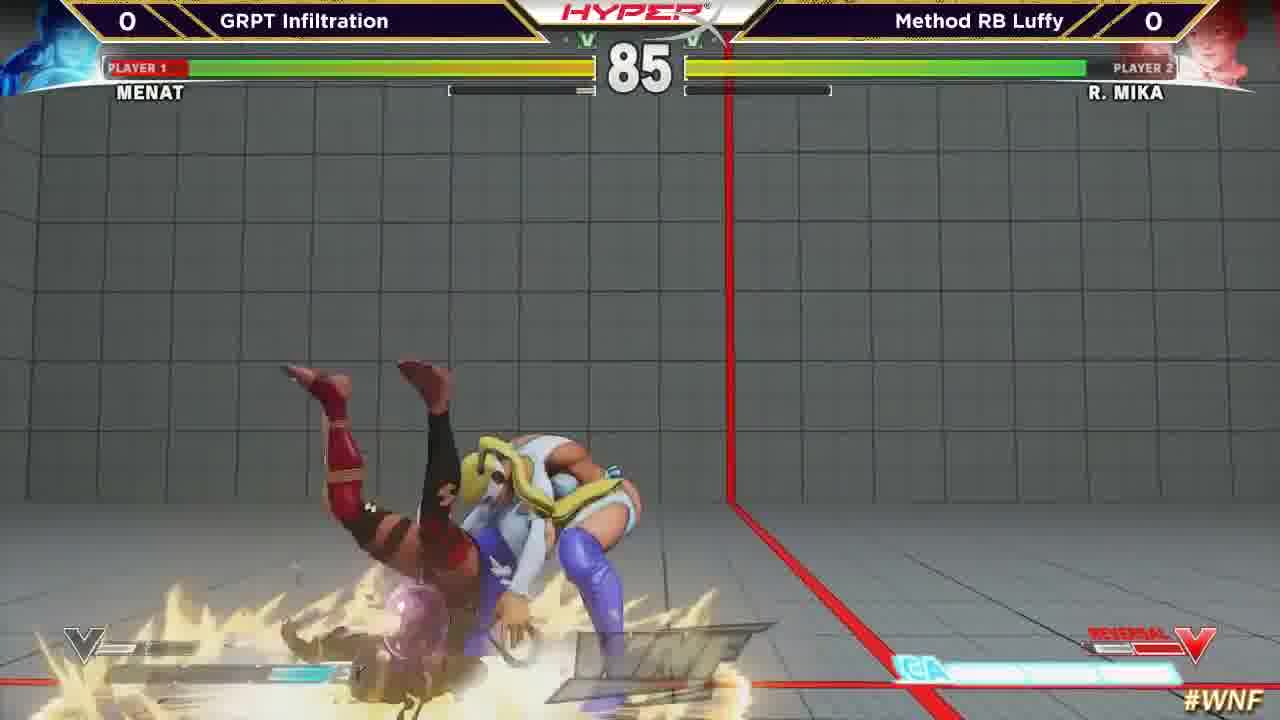 0 GRPT Infiltration HYPER X Method RB Luffy 0
PLAYER 1 85 PLAYER 2
MENAT R. MIKA
V V
REVERSAL V
V CA
#WNF